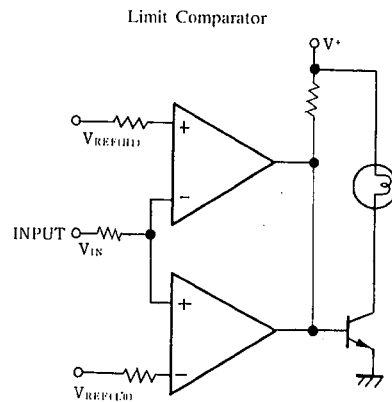 Limit Comparator
V+
VREF(HI)
+
-
INPUT
VIN
+
-
VREF(LO)